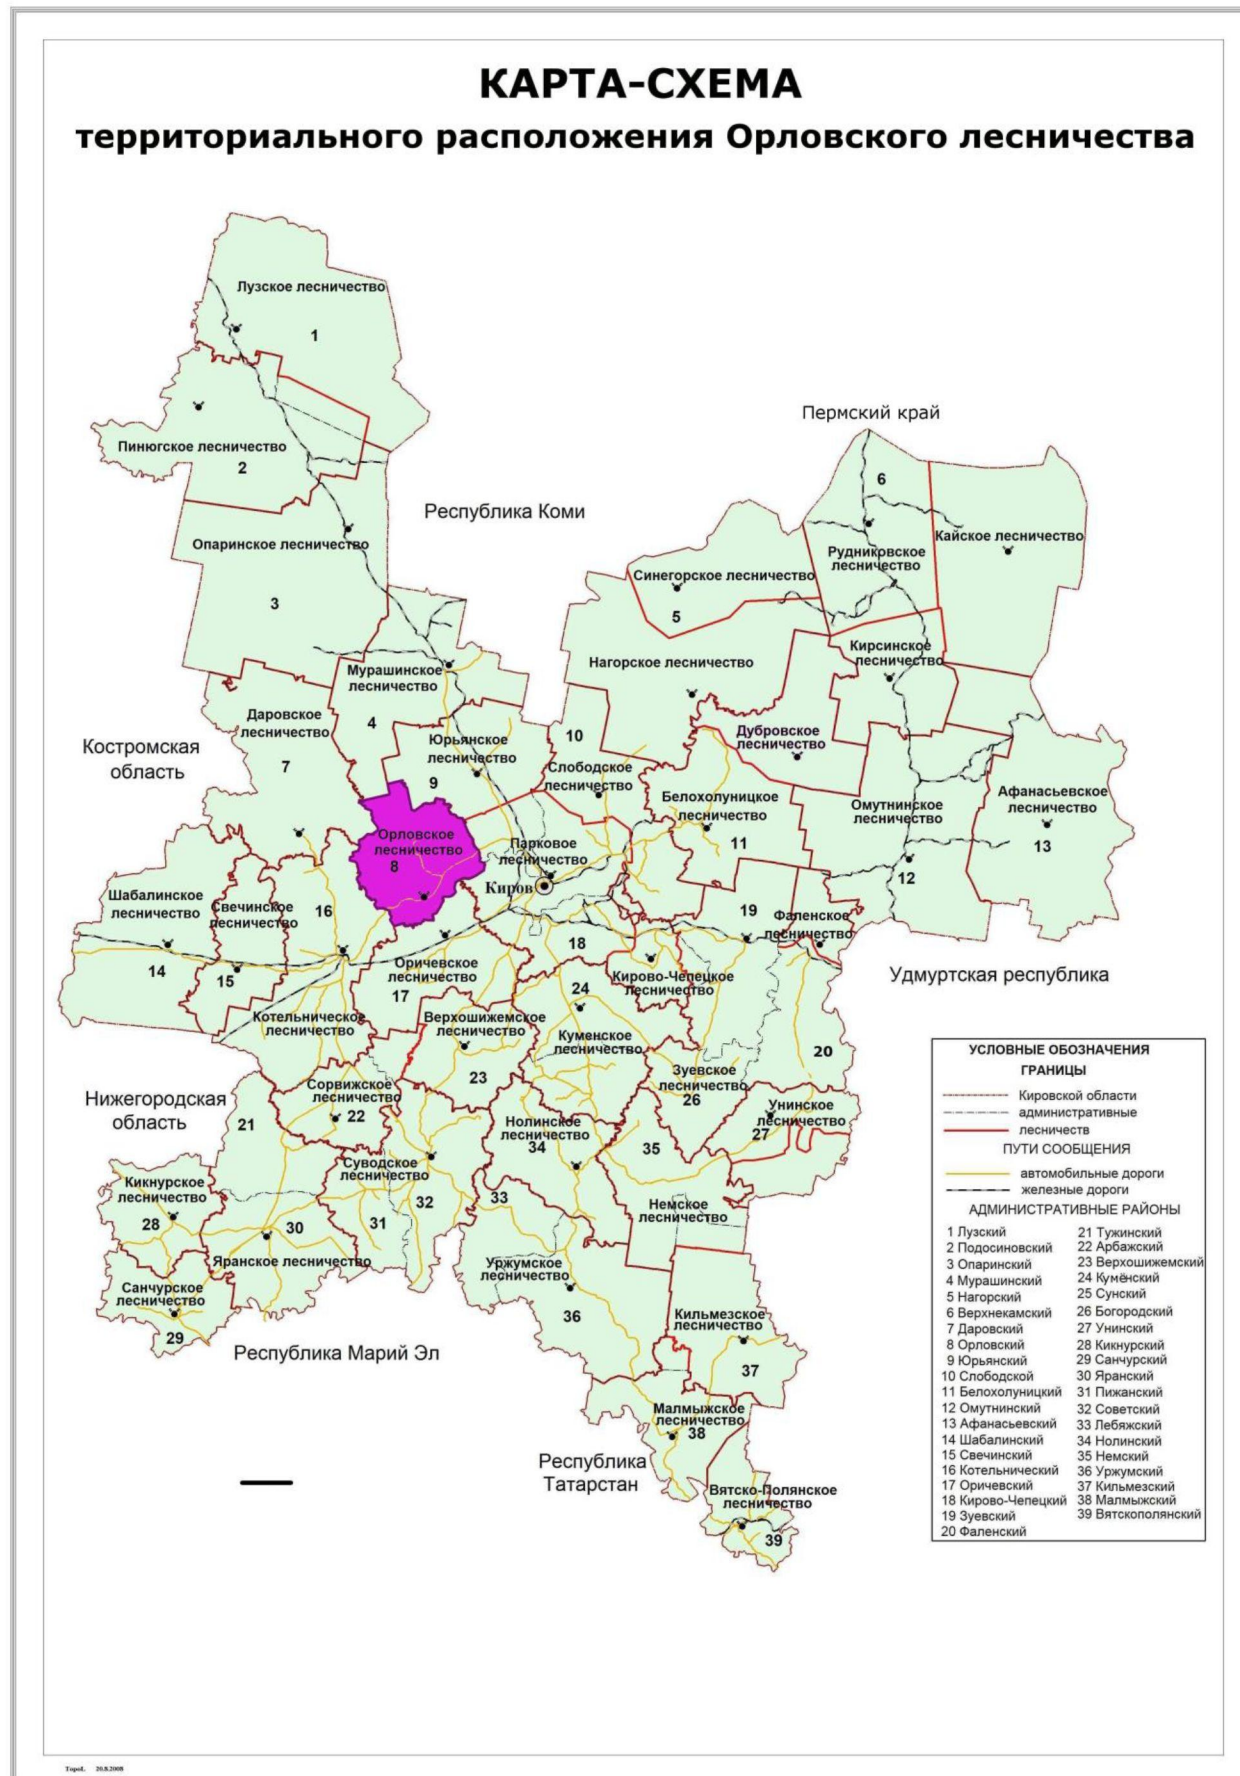 КАРТА-СХЕМА
территориального расположения Орловского лесничества
Лузское лесничество
1
Пермский край
Пинюгское лесничество
2
6
Республика Коми
Опаринское лесничество
Кайское лесничество
Рудниковское
лесничество
Синегорское лесничество
3
5
Кирсинское
лесничество
Нагорское лесничество
Мурашинское
лесничество
4
Даровское
лесничество
7
Костромская
область
10
Дубровское
лесничество
Юрьянское
лесничество
9
Слободское
лесничество
Белохолуницкое
лесничество
11
Омутнинское
лесничество
12
Афанасьевское
лесничество
13
Орловское
лесничество
8
Парковое
лесничество
Киров
Шабалинское
лесничество
14
Свечинское
лесничество
15
16
19
Фаленское
лесничество
18
Удмуртская республика
Оричевское
лесничество
17
Кирово-Чепецкое
лесничество
24
Котельническое
лесничество
Верхошижемское
лесничество
23
Куменское
лесничество
20
Зуевское
лесничество
26
Нижегородская
область
Сорвижское
лесничество
22
21
Унинское
лесничество
27
Нолинское
лесничество
34
35
Суводское
лесничество
32
31
33
Кикнурское
лесничество
28
Немское
лесничество
30
Яранское лесничество
Уржумское
лесничество
36
Санчурское
лесничество
29
Кильмезское
лесничество
37
Республика Марий Эл
Малмыжское
лесничество
38
Республика
Татарстан
Вятско-Полянское
лесничество
39
УСЛОВНЫЕ ОБОЗНАЧЕНИЯ
ГРАНИЦЫ
Кировской области
административные
лесничеств
ПУТИ СООБЩЕНИЯ
автомобильные дороги
железные дороги
АДМИНИСТРАТИВНЫЕ РАЙОНЫ
1 Лузский
2 Подосиновский
3 Опаринский
4 Мурашинский
5 Нагорский
6 Верхнекамский
7 Даровский
8 Орловский
9 Юрьянский
10 Слободской
11 Белохолуницкий
12 Омутнинский
13 Афанасьевский
14 Шабалинский
15 Свечинский
16 Котельнический
17 Оричевский
18 Кирово-Чепецкий
19 Зуевский
20 Фаленский
21 Тужинский
22 Арбажский
23 Верхошижемский
24 Кумёнский
25 Сунский
26 Богородский
27 Унинский
28 Кикнурский
29 Санчурский
30 Яранский
31 Пижанский
32 Советский
33 Лебяжский
34 Нолинский
35 Немский
36 Уржумский
37 Кильмезский
38 Малмыжский
39 Вятскополянский
TopoL 20.8.2008